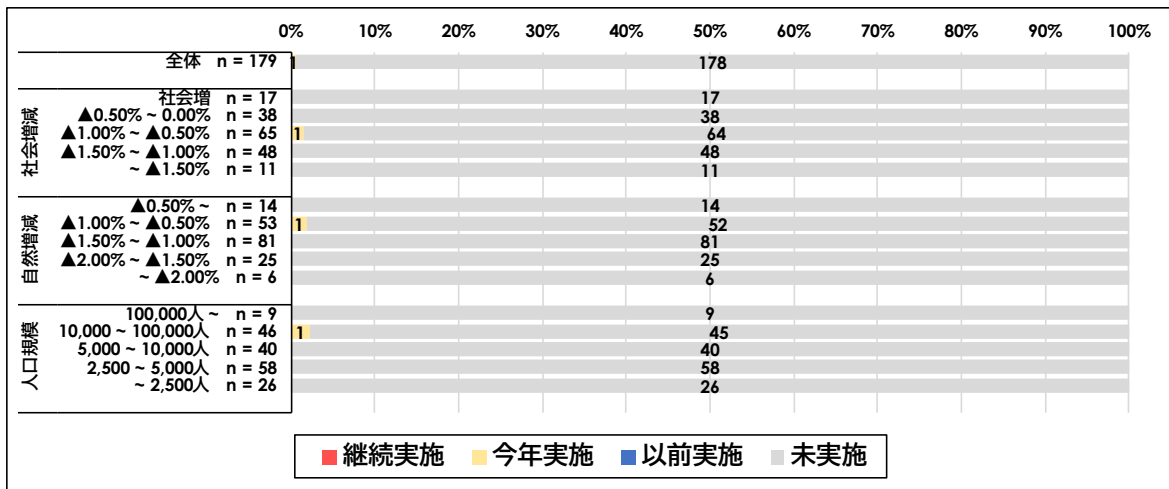 0% 10% 20% 30% 40% 50% 60% 70% 80% 90% 100%
全体 n = 179 1 178
社会増減
社会増 n = 17 17
▲0.50% ~ 0.00% n = 38 38
▲1.00% ~ ▲0.50% n = 65 1 64
▲1.50% ~ ▲1.00% n = 48 48
~ ▲1.50% n = 11 11
自然増減
▲0.50% ~ n = 14 14
▲1.00% ~ ▲0.50% n = 53 1 52
▲1.50% ~ ▲1.00% n = 81 81
▲2.00% ~ ▲1.50% n = 25 25
~ ▲2.00% n = 6 6
人口規模
100,000人 ~ n = 9 9
10,000 ~ 100,000人 n = 46 1 45
5,000 ~ 10,000人 n = 40 40
2,500 ~ 5,000人 n = 58 58
~ 2,500人 n = 26 26
継続実施 今年実施 以前実施 未実施